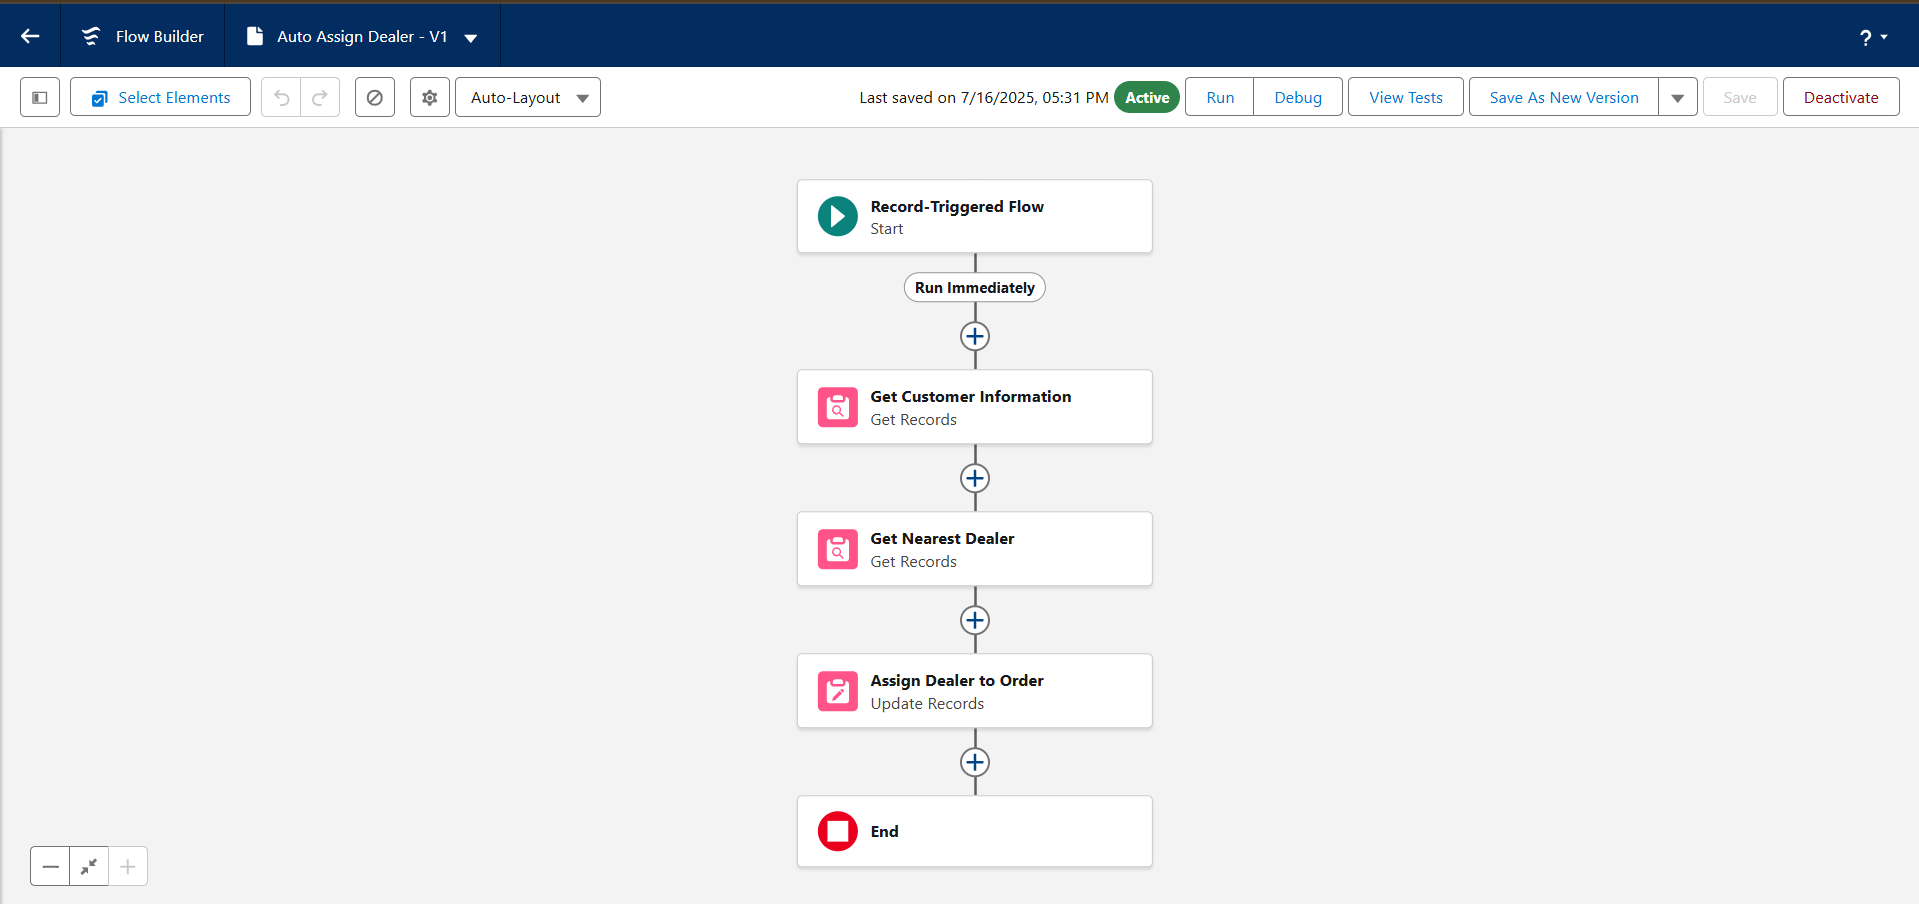 Flow Builder
Auto Assign Dealer - V1
?
Select Elements
Auto-Layout
Last saved on 7/16/2025, 05:31 PM
Active
Run
Debug
View Tests
Save As New Version
Save
Deactivate
Record-Triggered Flow
Start
Run Immediately
Get Customer Information
Get Records
Get Nearest Dealer
Get Records
Assign Dealer to Order
Update Records
End